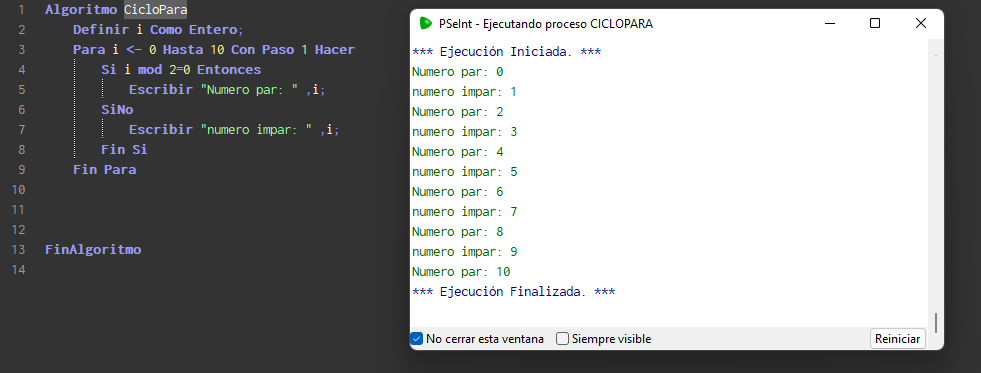 1 Algoritmo CicloPara
2 Definir i Como Entero;
3 Para i <- 0 Hasta 10 Con Paso 1 Hacer
4 Si i mod 2=0 Entonces
5 Escribir "Numero par: " ,i;
6 SiNo
7 Escribir "numero impar: " ,i;
8 Fin Si
9 Fin Para
10
11
12
13 FinAlgoritmo
14
PSeInt - Ejecutando proceso CICLOPARA
*** Ejecución Iniciada. ***
Numero par: 0
numero impar: 1
Numero par: 2
numero impar: 3
Numero par: 4
numero impar: 5
Numero par: 6
numero impar: 7
Numero par: 8
numero impar: 9
Numero par: 10
*** Ejecución Finalizada. ***
No cerrar esta ventana Siempre visible Reiniciar